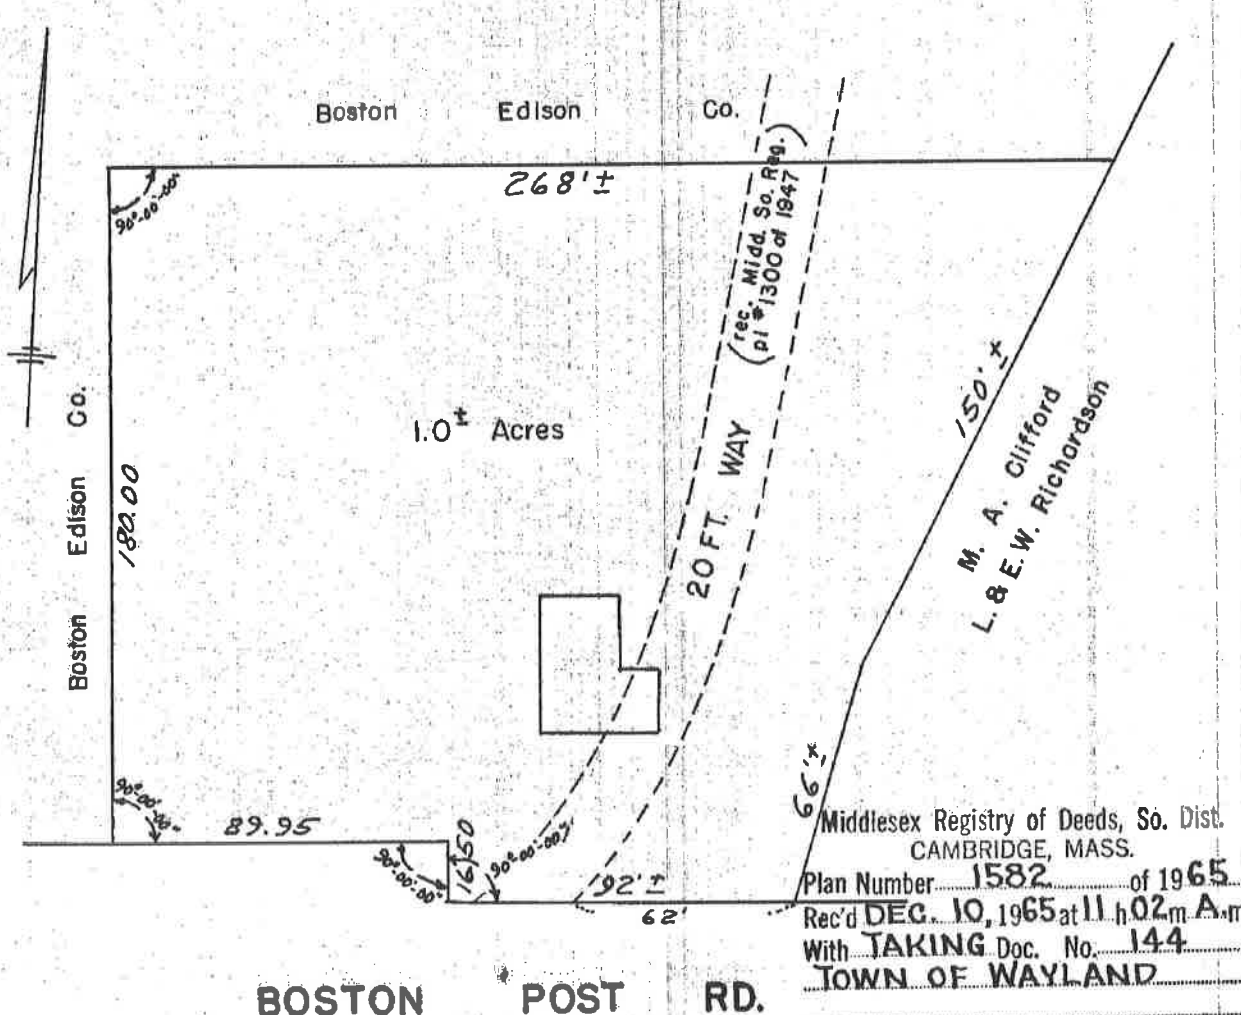 Boston Edison Co.
268'±
90°-00'-00"
(rec. Midd. So. Reg.)
(pl #1300 of 1947)
Boston Edison Co.
180.00
1.0± Acres
20 FT. WAY
150'±
M. A. Clifford
L. & E. W. Richardson
66'±
90°-00'-00"
89.95
90°-00'-00"
16.50
90°-00'-00"
92'±
62'
BOSTON POST RD.
Middlesex Registry of Deeds, So. Dist.
CAMBRIDGE, MASS.
Plan Number 1582 of 1965
Rec'd DEC. 10, 1965 at 11 h 02 m A.m
With TAKING Doc. No. 144
TOWN OF WAYLAND